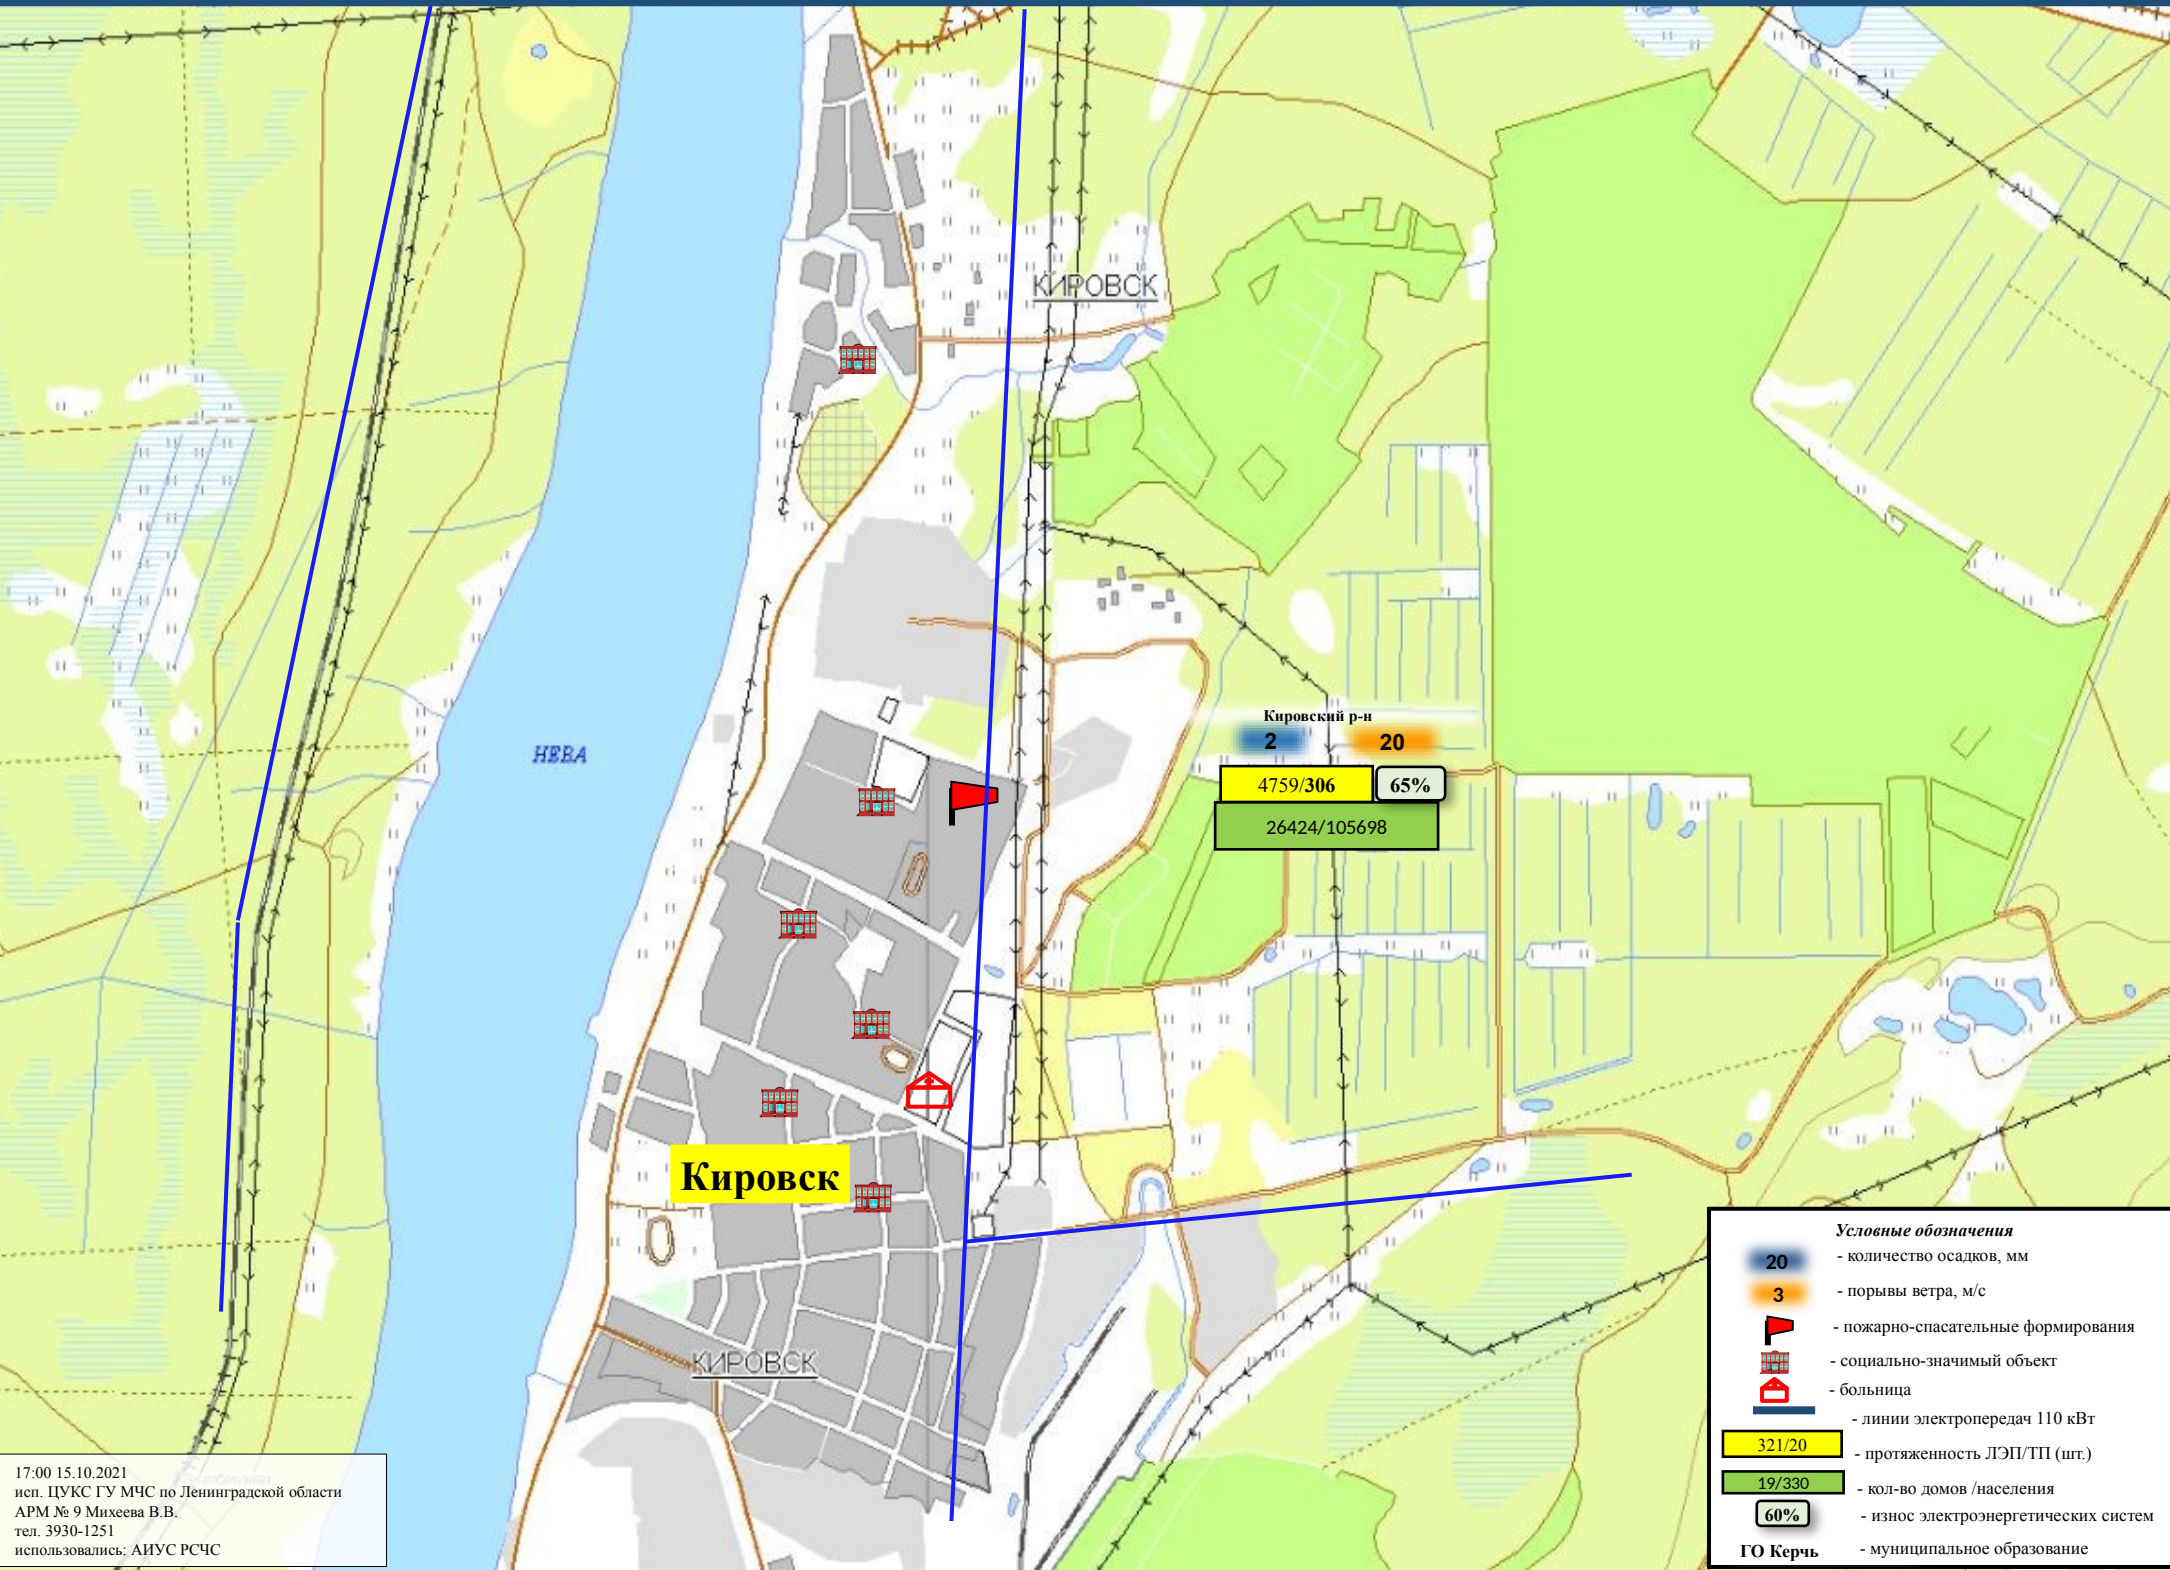 КИРОВСК
НЕВА
Кировский р-н
2
20
4759/306
65%
26424/105698
Кировск
КИРОВСК
Условные обозначения
20 - количество осадков, мм
3 - порывы ветра, м/с
- пожарно-спасательные формирования
- социально-значимый объект
- больница
- линии электропередач 110 кВт
321/20 - протяженность ЛЭП/ТП (шт.)
19/330 - кол-во домов /населения
60% - износ электроэнергетических систем
ГО Керчь - муниципальное образование
17:00 15.10.2021
исп. ЦУКС ГУ МЧС по Ленинградской области
АРМ № 9 Михеева В.В.
тел. 3930-1251
использовались: АИУС РСЧС